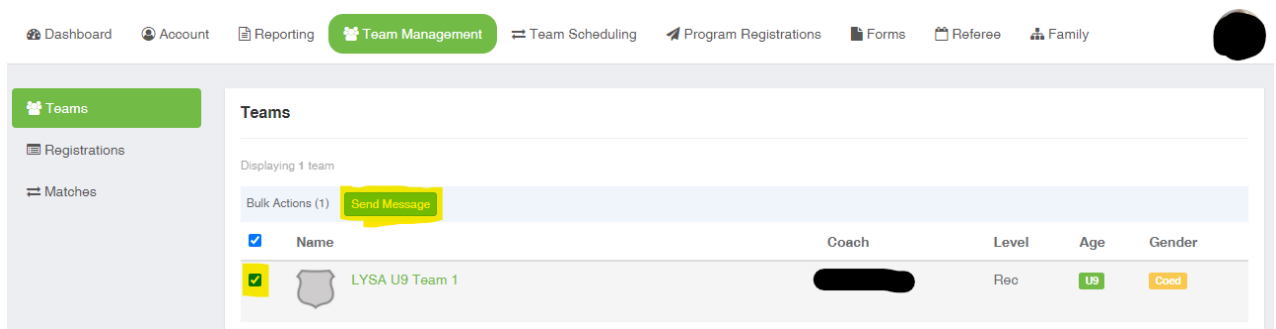 Dashboard Account Reporting Team Management Team Scheduling Program Registrations Forms Referee Family
Teams
Registrations
Matches
Teams
Displaying 1 team
Bulk Actions (1) Send Message
Name Coach Level Age Gender
LYSA U9 Team 1 Rec U9 Coed